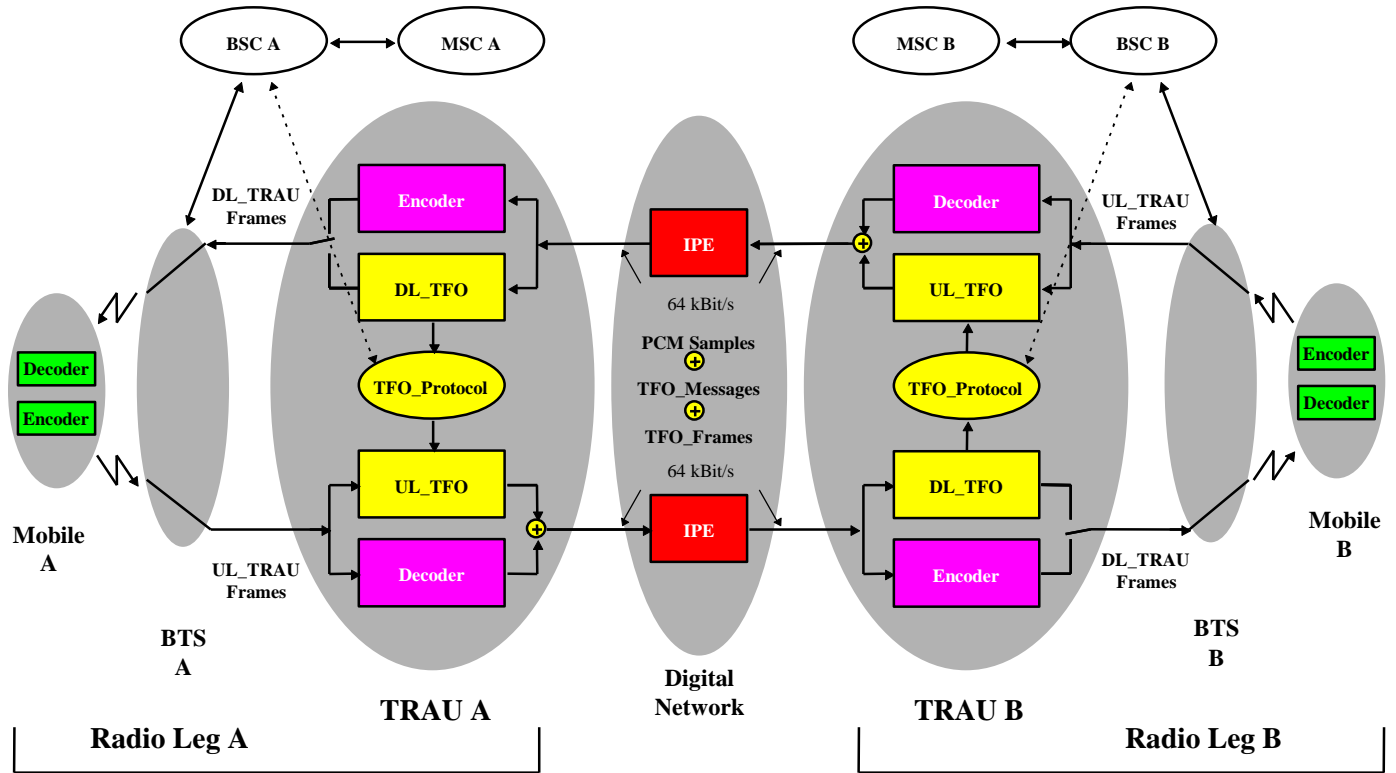 BSC A
MSC A
MSC B
BSC B
DL_TRAU
Frames
Encoder
Decoder
UL_TRAU
Frames
IPE
DL_TFO
UL_TFO
64 kBit/s
PCM Samples
+
TFO_Messages
+
TFO_Frames
64 kBit/s
+
Decoder
Encoder
TFO_Protocol
TFO_Protocol
Encoder
Decoder
UL_TFO
DL_TFO
+
IPE
Decoder
Encoder
Mobile
A
UL_TRAU
Frames
DL_TRAU
Frames
Mobile
B
BTS
A
BTS
B
Digital
Network
TRAU A
TRAU B
Radio Leg A
Radio Leg B